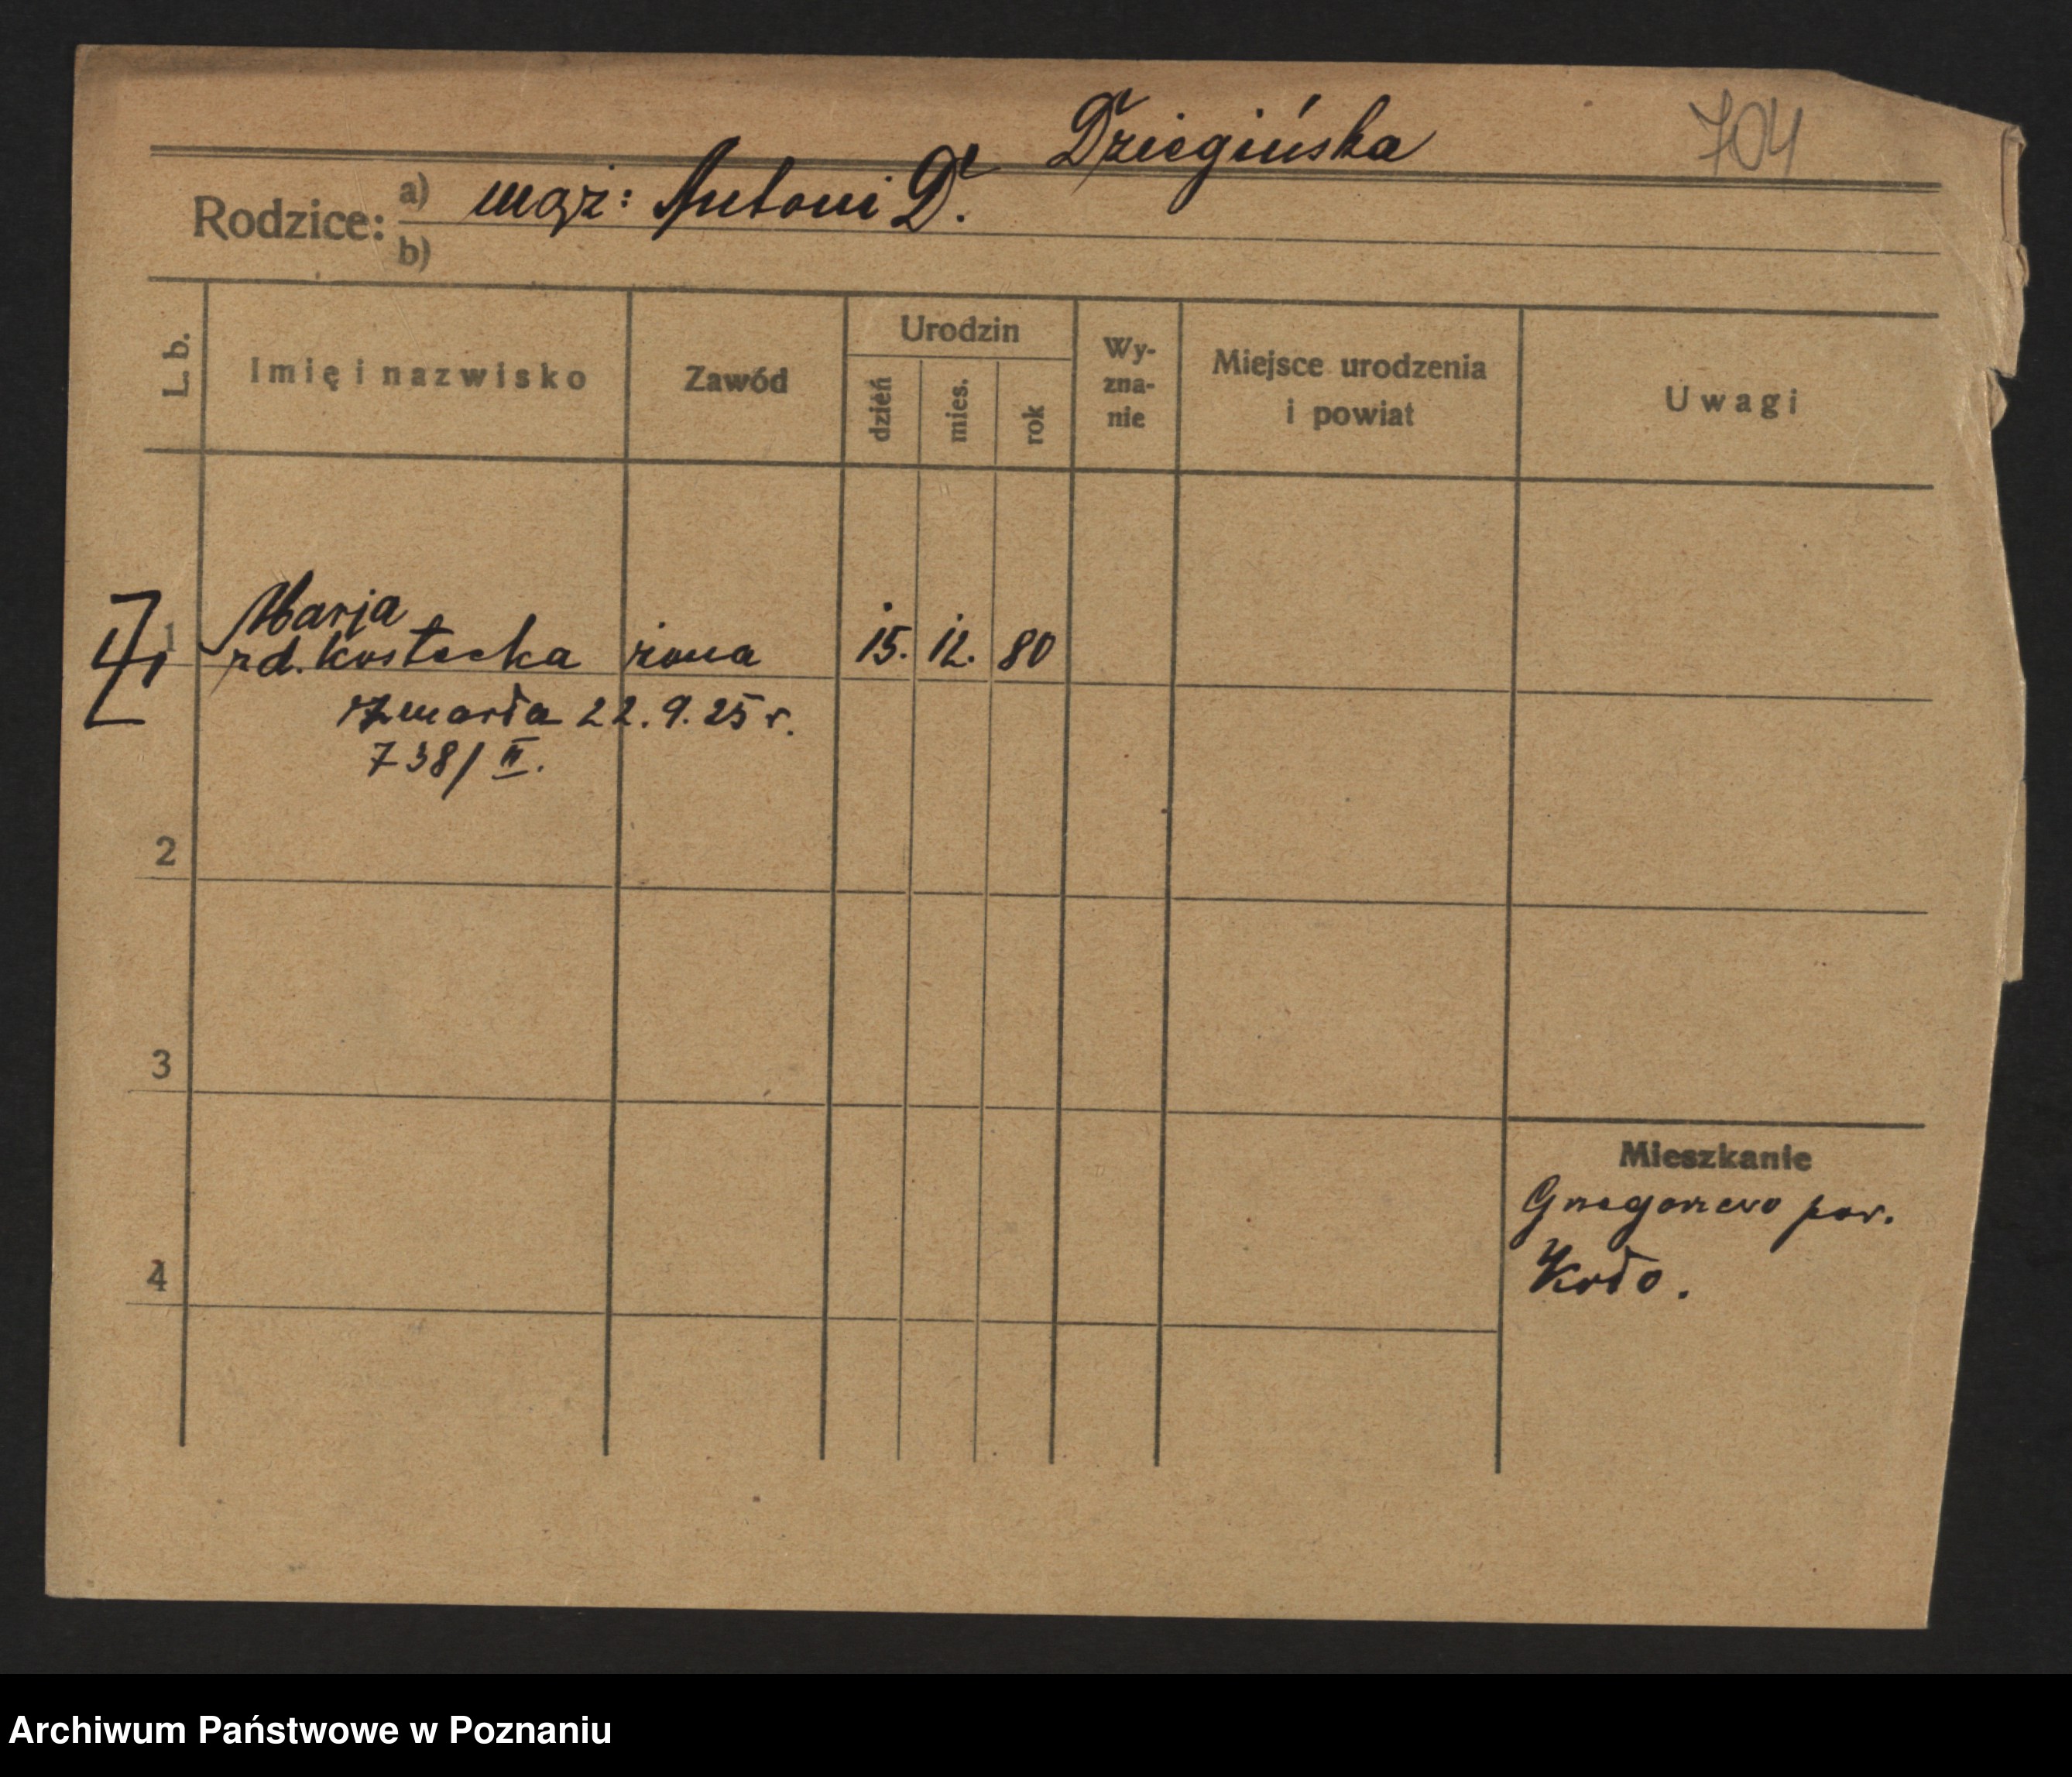 Dziegińska
704
Rodzice: a) mąż: Antoni D.
b)
L. b.
Imię i nazwisko
Zawód
Urodzin
dzień
mies.
rok
Wy-
zna-
nie
Miejsce urodzenia
i powiat
Uwagi
1
Marja
rd. Kostecka żona 15. 12. 80
zmarła 22.9.25 r.
738/II.
2
3
4
Mieszkanie
Grzegorzewo pow.
Koło.
Archiwum Państwowe w Poznaniu